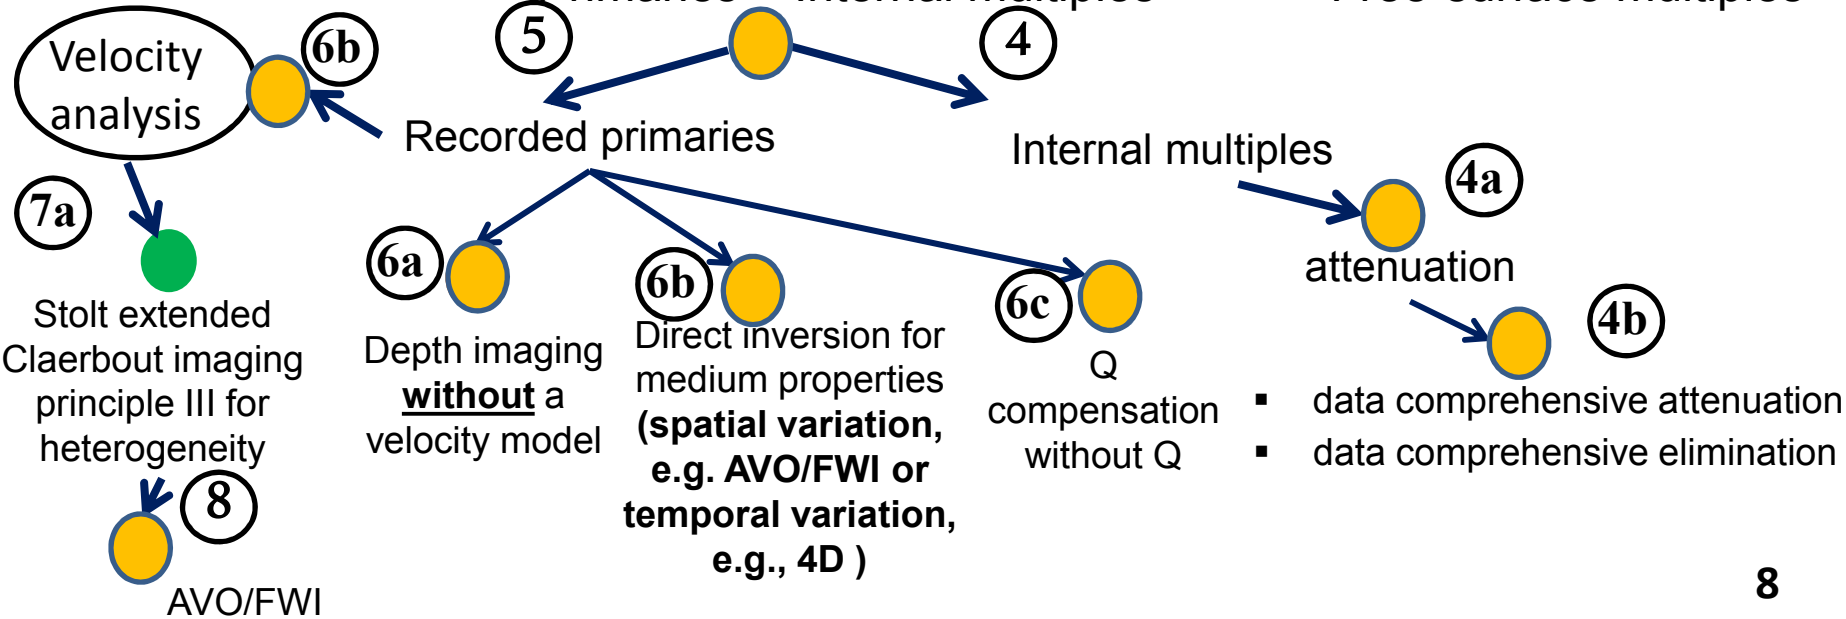 5
4
Velocity
analysis
6b
Recorded primaries
Internal multiples
4a
7a
6a
6b
6c
attenuation
4b
Stolt extended
Claerbout imaging
principle III for
heterogeneity
Depth imaging
without a
velocity model
Direct inversion for
medium properties
(spatial variation,
e.g. AVO/FWI or
temporal variation,
e.g., 4D )
Q
compensation
without Q
▪ data comprehensive attenuation
▪ data comprehensive elimination
8
AVO/FWI
8